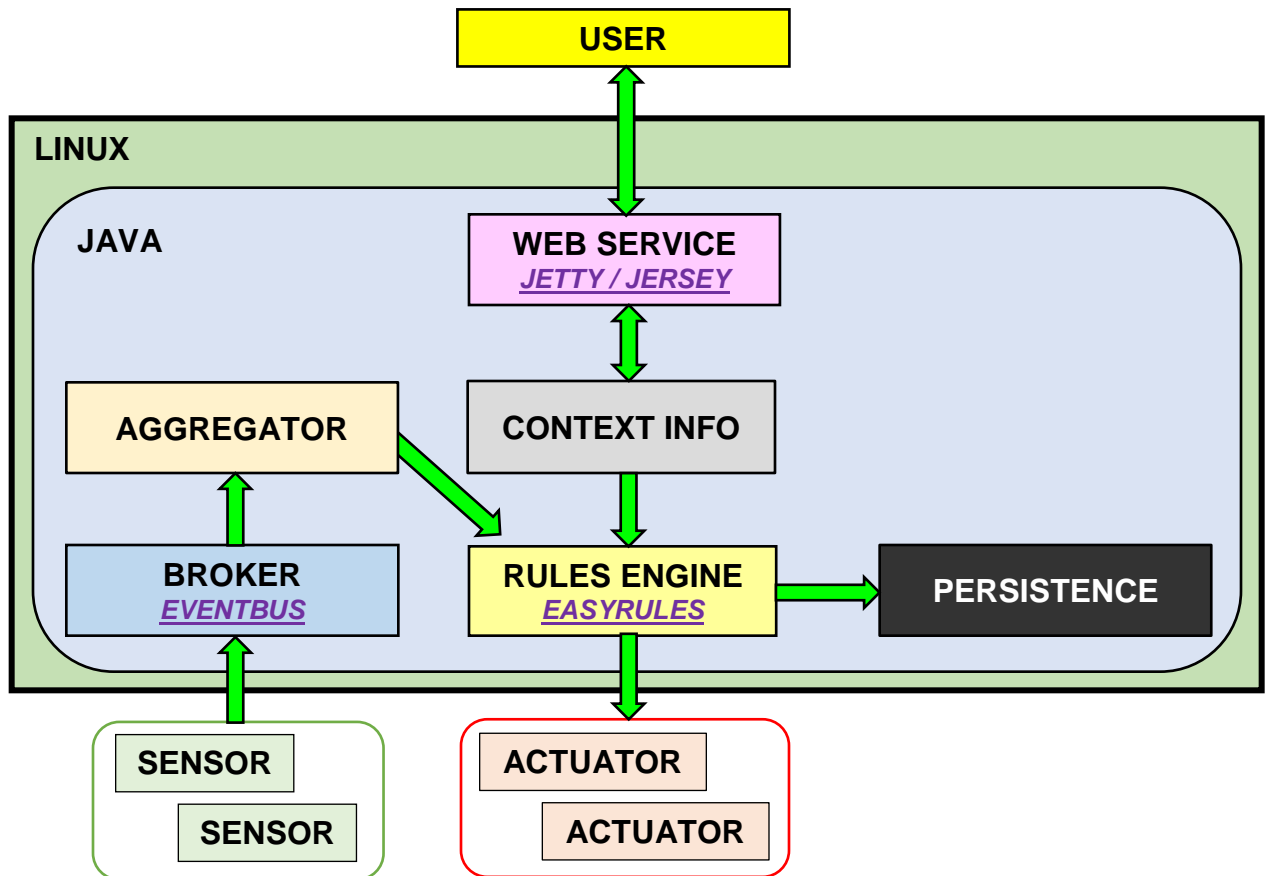 USER
LINUX
JAVA
WEB SERVICE
JETTY / JERSEY
AGGREGATOR
CONTEXT INFO
BROKER
EVENTBUS
RULES ENGINE
EASYRULES
PERSISTENCE
SENSOR
SENSOR
ACTUATOR
ACTUATOR